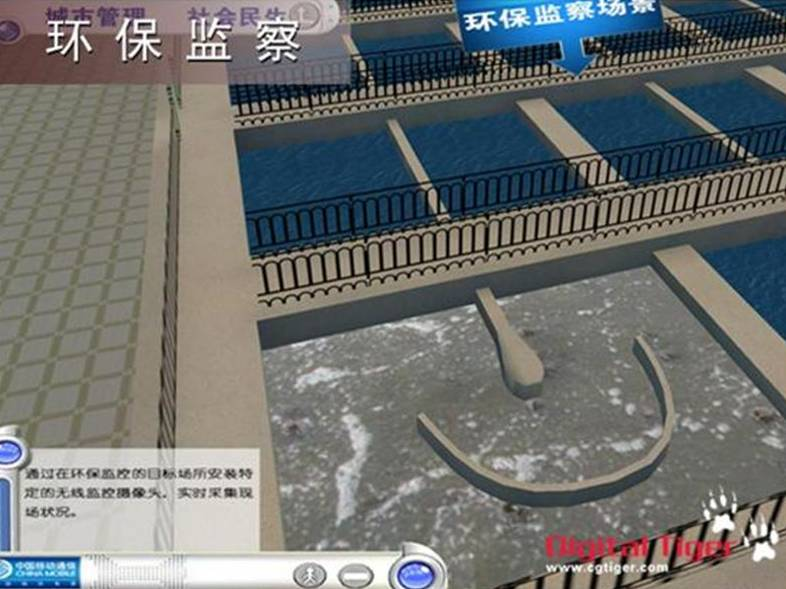 城市管理 社会民生
环保监察
环保监察场景
通过在环保监控的目标场所安装特
定的无线监控摄像头，实时采集现
场状况。
中国移动通信
CHINA MOBILE
Digital Tiger
www.cgtiger.com